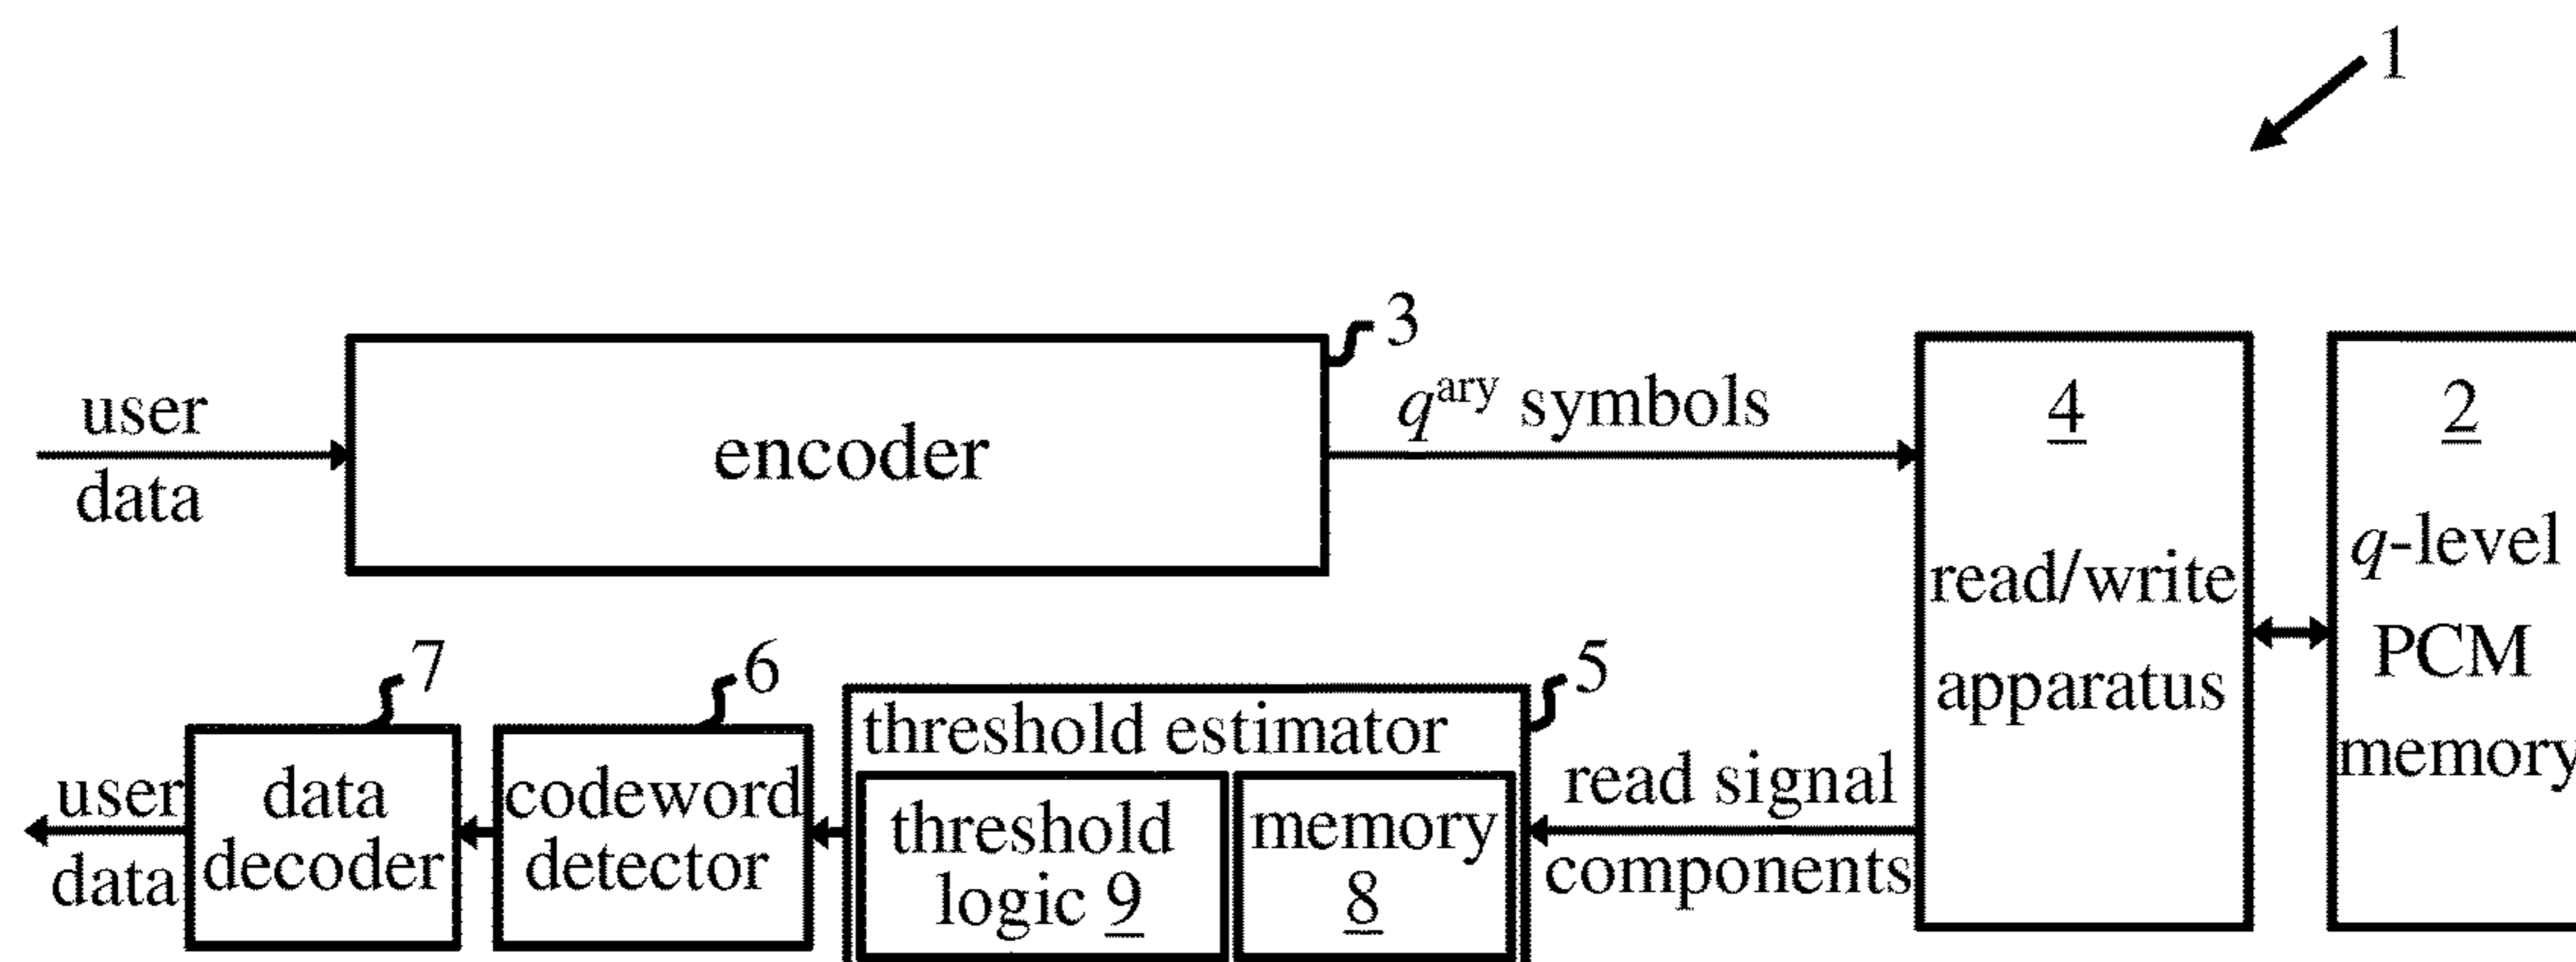 1
3
user
data
encoder
q^ary symbols
4
read/write
apparatus
2
q-level
PCM
memory
7
6
5
user
data
data
decoder
codeword
detector
threshold estimator
threshold
logic 9
memory
8
read signal
components